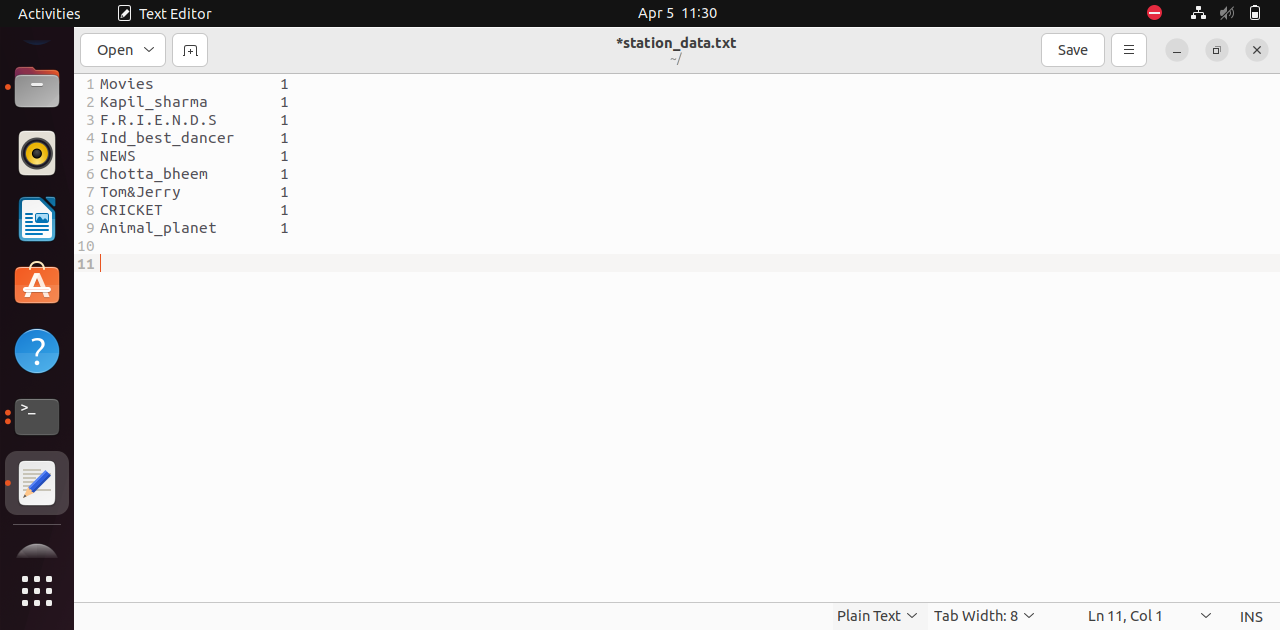 Activities Text Editor Apr 5 11:30
Open *station_data.txt Save
~/
1 Movies 1
2 Kapil_sharma 1
3 F.R.I.E.N.D.S 1
4 Ind_best_dancer 1
5 NEWS 1
6 Chotta_bheem 1
7 Tom&Jerry 1
8 CRICKET 1
9 Animal_planet 1
10
11
Plain Text Tab Width: 8 Ln 11, Col 1 INS